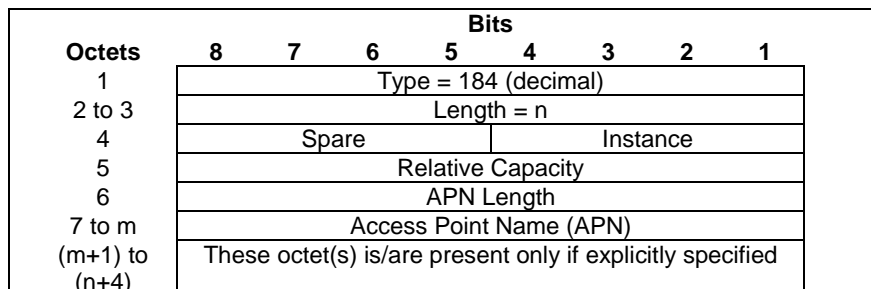 Bits
Octets 8 7 6 5 4 3 2 1
1 Type = 184 (decimal)
2 to 3 Length = n
4 Spare Instance
5 Relative Capacity
6 APN Length
7 to m Access Point Name (APN)
(m+1) to These octet(s) is/are present only if explicitly specified
(n+4)